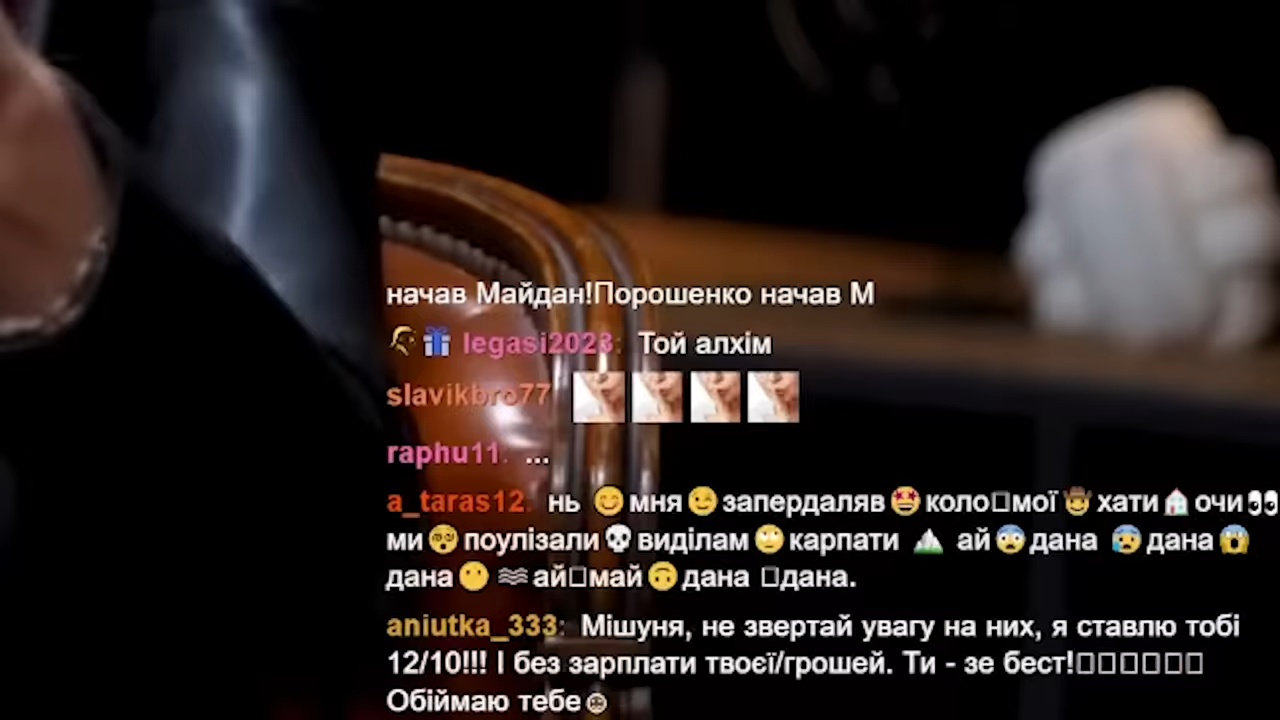 начав Майдан!Порошенко начав М
legasi2023: Той алхім
slavikbro77
raphu11: ...
a_taras12: нь 😊 мня 😉 запердаляв 🤩 коло□мої 🤠 хати 🏠 очи 👀
ми 😵‍💫 поулізали 💀 виділам 🙄 карпати 🏔 ай 😨 дана 😰 дана 😱
дана 😶 ай□май 🙃 дана □дана.
aniutka_333: Мішуня, не звертай увагу на них, я ставлю тобі
12/10!!! І без зарплати твоєї/грошей. Ти - зе бест!□□□□□□
Обіймаю тебе